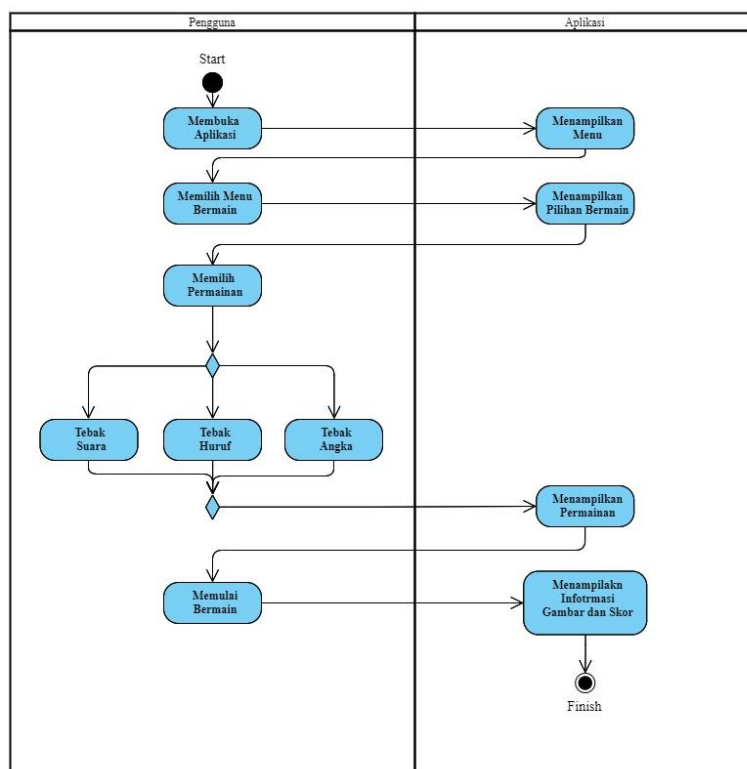 Pengguna
Aplikasi
Start
Membuka
Aplikasi
Menampilkan
Menu
Memilih Menu
Bermain
Menampilkan
Pilihan Bermain
Memilih
Permainan
Tebak
Suara
Tebak
Huruf
Tebak
Angka
Menampilkan
Permainan
Memulai
Bermain
Menampilakn
Infotrmasi
Gambar dan Skor
Finish